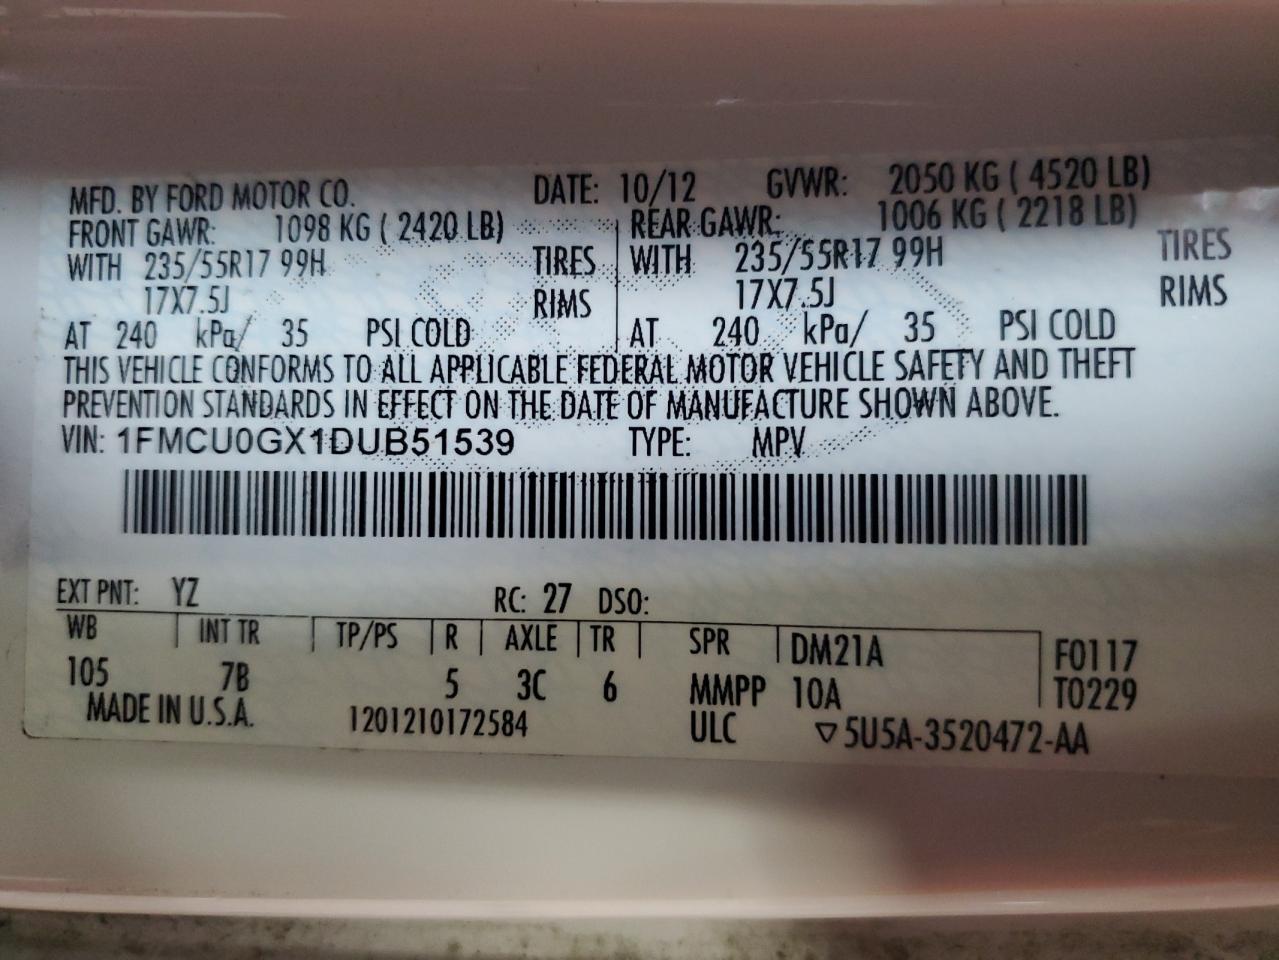 MFD. BY FORD MOTOR CO. DATE: 10/12 GVWR: 2050 KG ( 4520 LB)
FRONT GAWR: 1098 KG ( 2420 LB) REAR GAWR: 1006 KG ( 2218 LB)
WITH 235/55R17 99H TIRES WITH 235/55R17 99H TIRES
17X7.5J RIMS 17X7.5J RIMS
AT 240 kPa/ 35 PSI COLD AT 240 kPa/ 35 PSI COLD
THIS VEHICLE CONFORMS TO ALL APPLICABLE FEDERAL MOTOR VEHICLE SAFETY AND THEFT
PREVENTION STANDARDS IN EFFECT ON THE DATE OF MANUFACTURE SHOWN ABOVE.
VIN: 1FMCU0GX1DUB51539 TYPE: MPV
EXT PNT: YZ RC: 27 DSO:
WB INT TR TP/PS R AXLE TR SPR DM21A F0117
105 7B 5 3C 6 MMPP 10A T0229
MADE IN U.S.A. 1201210172584 ULC ▽5U5A-3520472-AA